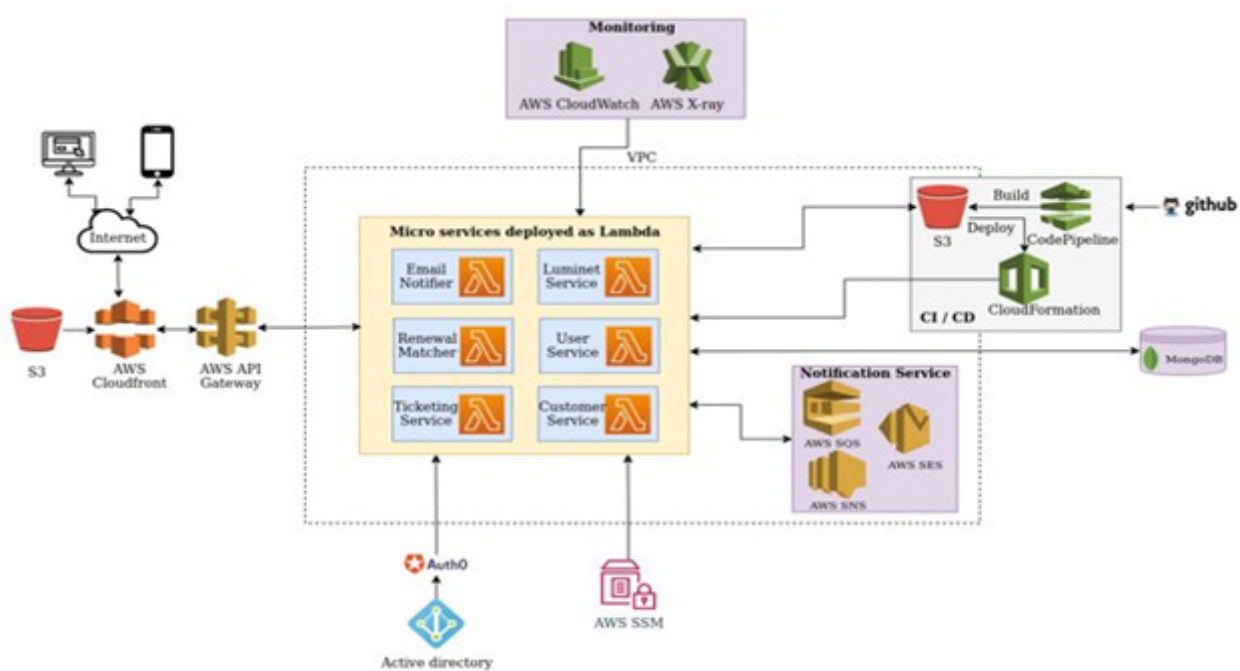 Monitoring
AWS CloudWatch
AWS X-ray
VPC
Internet
S3
AWS
Cloudfront
AWS API
Gateway
Micro services deployed as Lambda
Email
Notifier
Luminet
Service
Renewal
Matcher
User
Service
Ticketing
Service
Customer
Service
S3
Build
Deploy
CodePipeline
CloudFormation
CI / CD
github
MongoDB
Notification Service
AWS SQS
AWS SES
AWS SNS
Auth0
Active directory
AWS SSM